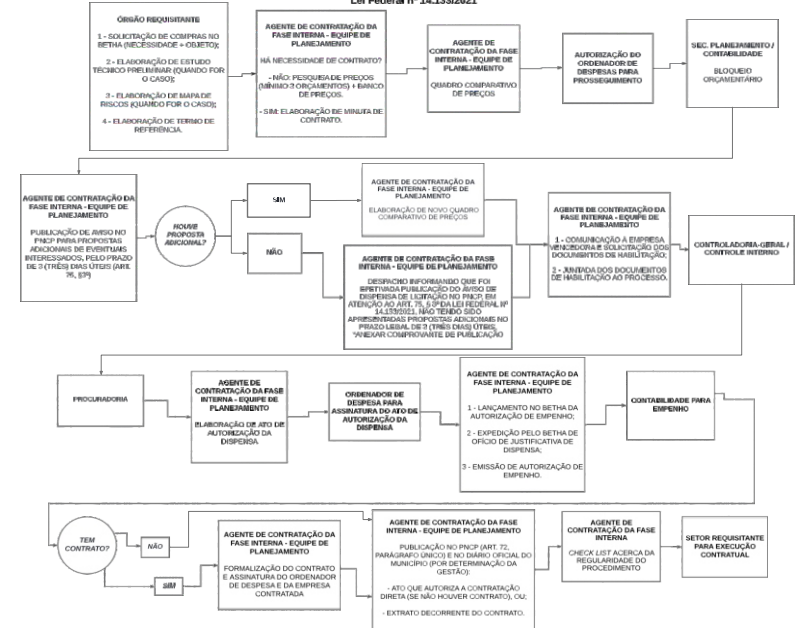 Lei Federal nº 14.133/2021
ÓRGÃO REQUISITANTE
1 - SOLICITAÇÃO DE COMPRAS NO
BETHA (NECESSIDADE + OBJETO);
2 - ELABORAÇÃO DE ESTUDO
TÉCNICO PRELIMINAR (QUANDO FOR
O CASO);
3 - ELABORAÇÃO DE MAPA DE
RISCOS (QUANDO FOR O CASO);
4 - ELABORAÇÃO DE TERMO DE
REFERÊNCIA.
AGENTE DE CONTRATAÇÃO DA
FASE INTERNA - EQUIPE DE
PLANEJAMENTO
HÁ NECESSIDADE DE CONTRATO?
- NÃO: PESQUISA DE PREÇOS
(MÍNIMO 3 ORÇAMENTOS) + BANCO
DE PREÇOS.
- SIM: ELABORAÇÃO DE MINUTA DE
CONTRATO.
AGENTE DE
CONTRATAÇÃO DA FASE
INTERNA - EQUIPE DE
PLANEJAMENTO
QUADRO COMPARATIVO
DE PREÇOS
AUTORIZAÇÃO DO
ORDENADOR DE
DESPESAS PARA
PROSSEGUIMENTO
SEC. PLANEJAMENTO /
CONTABILIDADE
BLOQUEIO
ORÇAMENTÁRIO
AGENTE DE CONTRATAÇÃO DA
FASE INTERNA - EQUIPE DE
PLANEJAMENTO
PUBLICAÇÃO DE AVISO NO
PNCP PARA PROPOSTAS
ADICIONAIS DE EVENTUAIS
INTERESSADOS, PELO PRAZO
DE 3 (TRÊS) DIAS ÚTEIS (ART.
75, §3º)
HOUVE
PROPOSTA
ADICIONAL?
SIM
NÃO
AGENTE DE CONTRATAÇÃO DA
FASE INTERNA - EQUIPE DE
PLANEJAMENTO
ELABORAÇÃO DE NOVO QUADRO
COMPARATIVO DE PREÇOS
AGENTE DE CONTRATAÇÃO DA FASE
INTERNA - EQUIPE DE PLANEJAMENTO
DESPACHO INFORMANDO QUE FOI
EFETIVADA PUBLICAÇÃO DO AVISO DE
DISPENSA DE LICITAÇÃO NO PNCP, EM
ATENÇÃO AO ART. 75, § 3º DA LEI FEDERAL Nº
14.133/2021, NÃO TENDO SIDO
APRESENTADAS PROPOSTAS ADICIONAIS NO
PRAZO LEGAL DE 3 (TRÊS DIAS) ÚTEIS.
*ANEXAR COMPROVANTE DE PUBLICAÇÃO
AGENTE DE CONTRATAÇÃO DA
FASE INTERNA - EQUIPE DE
PLANEJAMENTO
1 - COMUNICAÇÃO A EMPRESA
VENCEDORA E SOLICITAÇÃO DOS
DOCUMENTOS DE HABILITAÇÃO;
2 - JUNTADA DOS DOCUMENTOS
DE HABILITAÇÃO AO PROCESSO.
CONTROLADORIA-GERAL /
CONTROLE INTERNO
PROCURADORIA
AGENTE DE
CONTRATAÇÃO DA FASE
INTERNA - EQUIPE DE
PLANEJAMENTO
ELABORAÇÃO DE ATO DE
AUTORIZAÇÃO DA
DISPENSA
ORDENADOR DE
DESPESA PARA
ASSINATURA DO ATO DE
AUTORIZAÇÃO DA
DISPENSA
AGENTE DE CONTRATAÇÃO DA
FASE INTERNA - EQUIPE DE
PLANEJAMENTO
1 - LANÇAMENTO NO BETHA DA
AUTORIZAÇÃO DE EMPENHO;
2 - EXPEDIÇÃO PELO BETHA DE
OFÍCIO DE JUSTIFICATIVA DE
DISPENSA;
3 - EMISSÃO DE AUTORIZAÇÃO DE
EMPENHO.
CONTABILIDADE PARA
EMPENHO
TEM
CONTRATO?
NÃO
SIM
AGENTE DE CONTRATAÇÃO DA
FASE INTERNA - EQUIPE DE
PLANEJAMENTO
FORMALIZAÇÃO DO CONTRATO
E ASSINATURA DO ORDENADOR
DE DESPESA E DA EMPRESA
CONTRATADA
AGENTE DE CONTRATAÇÃO DA FASE
INTERNA - EQUIPE DE PLANEJAMENTO
PUBLICAÇÃO NO PNCP (ART. 72,
PARÁGRAFO ÚNICO) E NO DIÁRIO OFICIAL DO
MUNICÍPIO (POR DETERMINAÇÃO DA
GESTÃO):
- ATO QUE AUTORIZA A CONTRATAÇÃO
DIRETA (SE NÃO HOUVER CONTRATO), OU;
- EXTRATO DECORRENTE DO CONTRATO.
AGENTE DE
CONTRATAÇÃO DA FASE
INTERNA
CHECK LIST ACERCA DA
REGULARIDADE DO
PROCEDIMENTO
SETOR REQUISITANTE
PARA EXECUÇÃO
CONTRATUAL